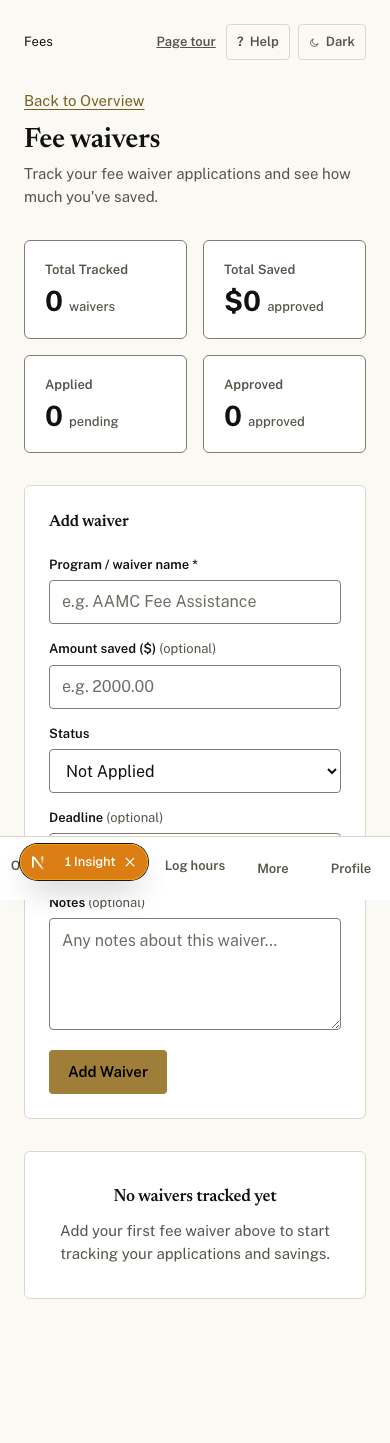 Fees
Page tour
? Help
Dark
Back to Overview
Fee waivers
Track your fee waiver applications and see how
much you've saved.
Total Tracked
0 waivers
Total Saved
$0 approved
Applied
0 pending
Approved
0 approved
Add waiver
Program / waiver name *
e.g. AAMC Fee Assistance
Amount saved ($) (optional)
e.g. 2000.00
Status
Not Applied
Deadline (optional)
N 1 Insight
Log hours
More
Profile
Notes (optional)
Any notes about this waiver...
Add Waiver
No waivers tracked yet
Add your first fee waiver above to start
tracking your applications and savings.